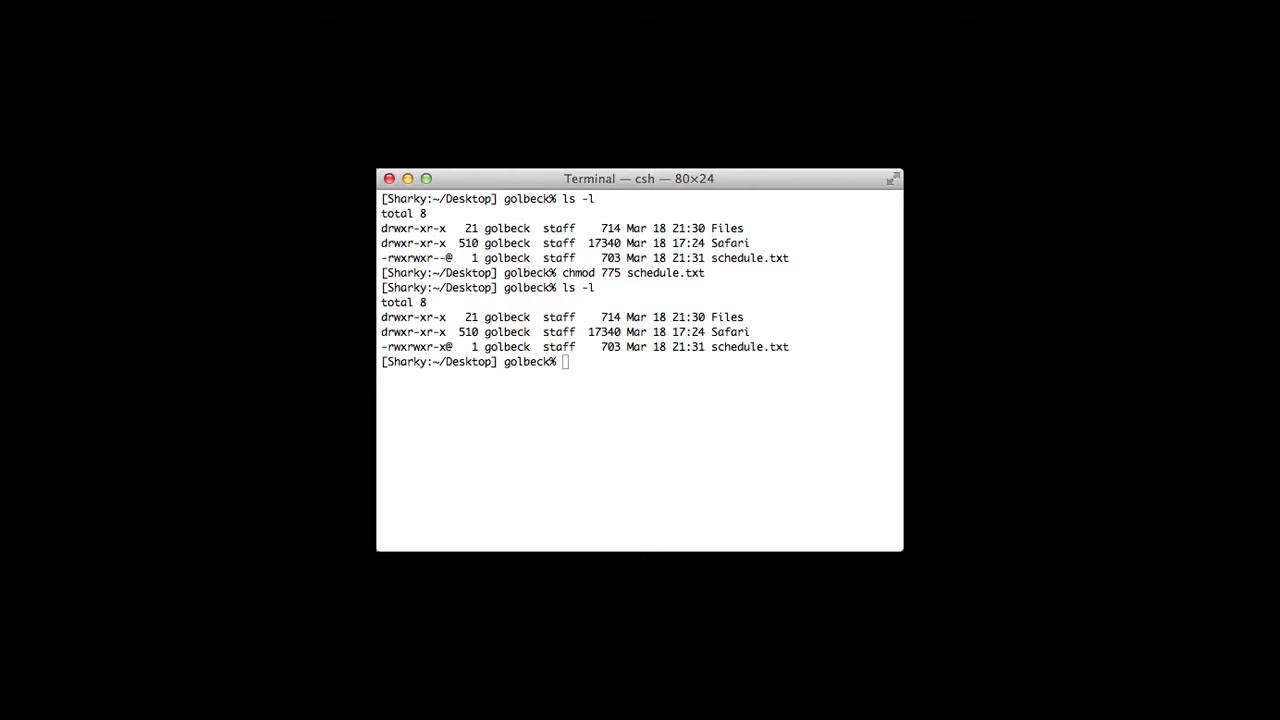 Terminal — csh — 80×24
[Sharky:~/Desktop] golbeck% ls -l
total 8
drwxr-xr-x   21 golbeck  staff    714 Mar 18 21:30 Files
drwxr-xr-x  510 golbeck  staff  17340 Mar 18 17:24 Safari
-rwxrwxr--@   1 golbeck  staff    703 Mar 18 21:31 schedule.txt
[Sharky:~/Desktop] golbeck% chmod 775 schedule.txt
[Sharky:~/Desktop] golbeck% ls -l
total 8
drwxr-xr-x   21 golbeck  staff    714 Mar 18 21:30 Files
drwxr-xr-x  510 golbeck  staff  17340 Mar 18 17:24 Safari
-rwxrwxr-x@   1 golbeck  staff    703 Mar 18 21:31 schedule.txt
[Sharky:~/Desktop] golbeck%